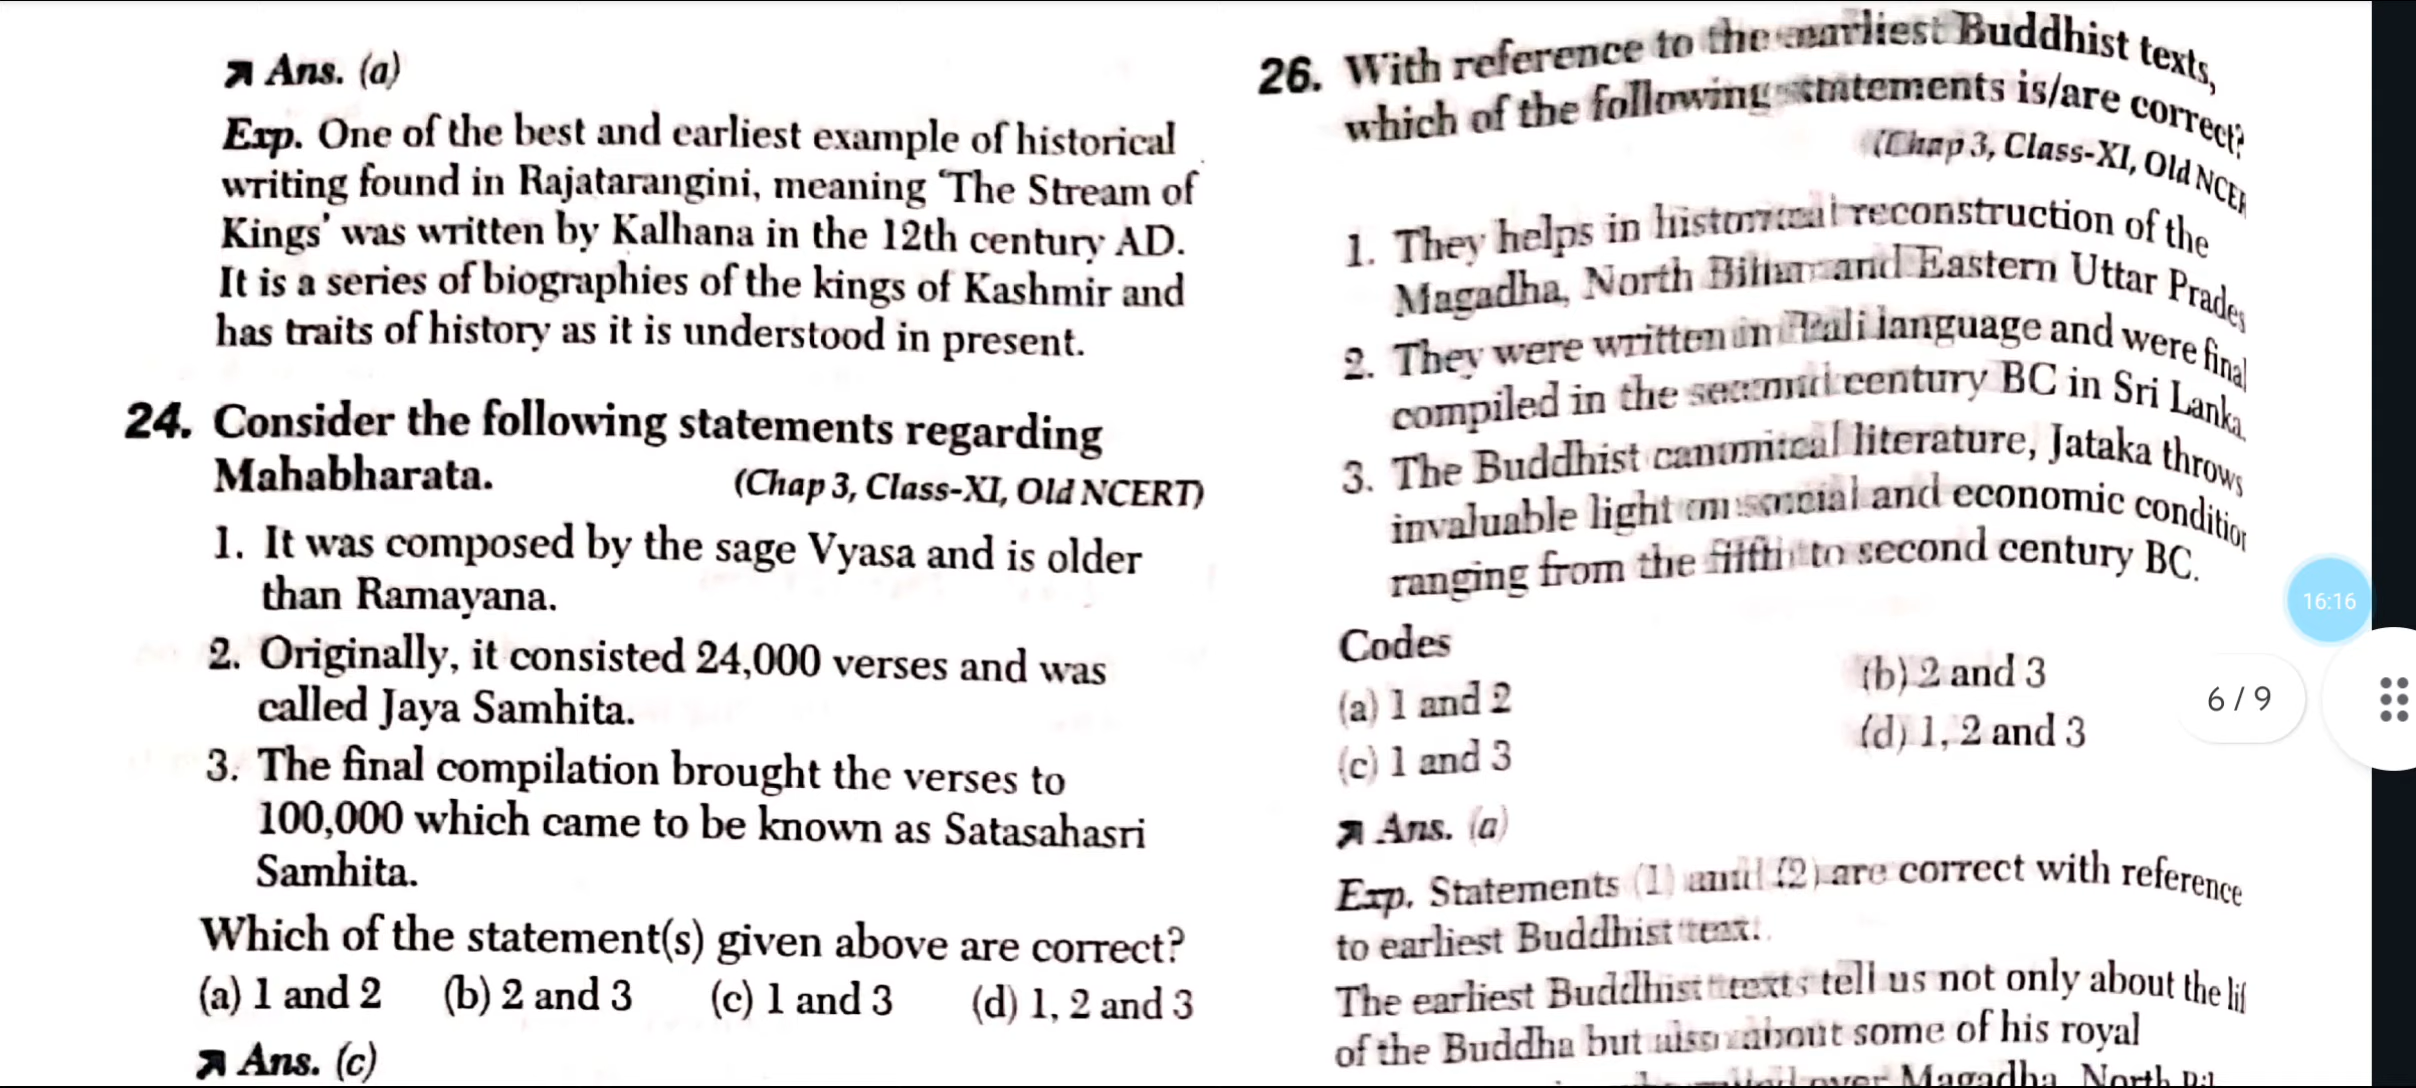 Ans. (a)
Exp. One of the best and earliest example of historical
writing found in Rajatarangini, meaning 'The Stream of
Kings' was written by Kalhana in the 12th century AD.
It is a series of biographies of the kings of Kashmir and
has traits of history as it is understood in present.
24. Consider the following statements regarding
Mahabharata. (Chap 3, Class-XI, Old NCERT)
1. It was composed by the sage Vyasa and is older
than Ramayana.
2. Originally, it consisted 24,000 verses and was
called Jaya Samhita.
3. The final compilation brought the verses to
100,000 which came to be known as Satasahasri
Samhita.
Which of the statement(s) given above are correct?
(a) 1 and 2 (b) 2 and 3 (c) 1 and 3 (d) 1, 2 and 3
Ans. (c)
26. With reference to the earliest Buddhist texts,
which of the following statements is/are correct?
(Chap 3, Class-XI, Old NCER
1. They helps in historical reconstruction of the
Magadha, North Bihar and Eastern Uttar Prades
2. They were written in Pali language and were final
compiled in the second century BC in Sri Lanka.
3. The Buddhist canonical literature, Jataka throws
invaluable light on social and economic condition
ranging from the fifth to second century BC.
Codes
(a) 1 and 2 (b) 2 and 3
(c) 1 and 3 (d) 1, 2 and 3
Ans. (a)
Exp. Statements (1) and (2) are correct with reference
to earliest Buddhist text.
The earliest Buddhist texts tell us not only about the lif
of the Buddha but also about some of his royal
over Magadha, North
16:16
6 / 9